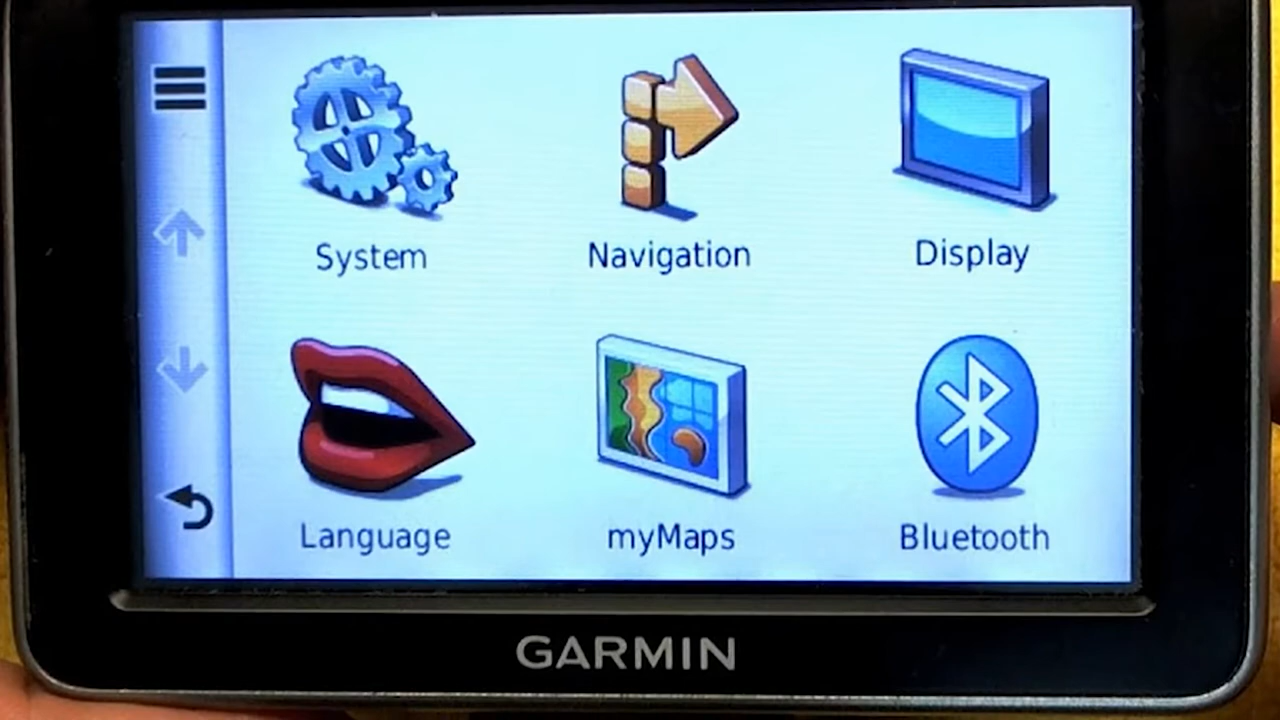 System
Navigation
Display
Language
myMaps
Bluetooth
GARMIN